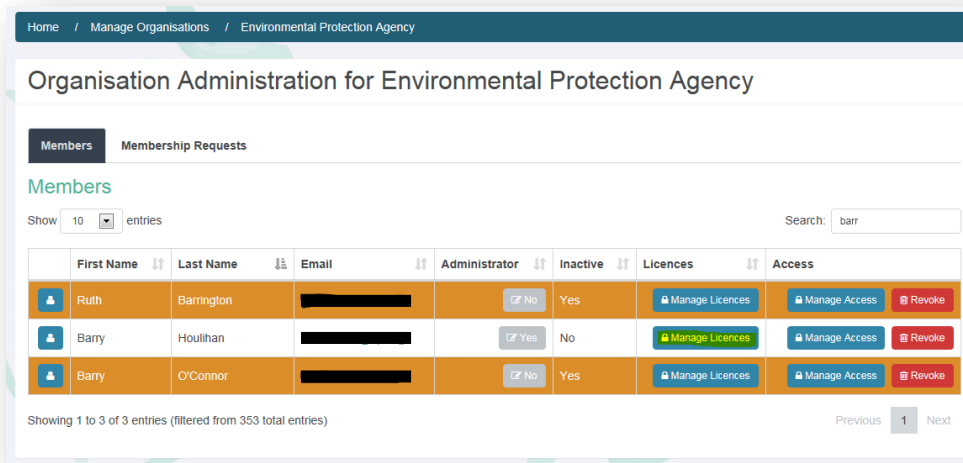 Home / Manage Organisations / Environmental Protection Agency
Organisation Administration for Environmental Protection Agency
Members Membership Requests
Members
Show 10 entries Search: barr
First Name Last Name Email Administrator Inactive Licences Access
Ruth Barrington No Yes Manage Licences Manage Access Revoke
Barry Houlihan Yes No Manage Licences Manage Access Revoke
Barry O'Connor No Yes Manage Licences Manage Access Revoke
Showing 1 to 3 of 3 entries (filtered from 353 total entries) Previous 1 Next